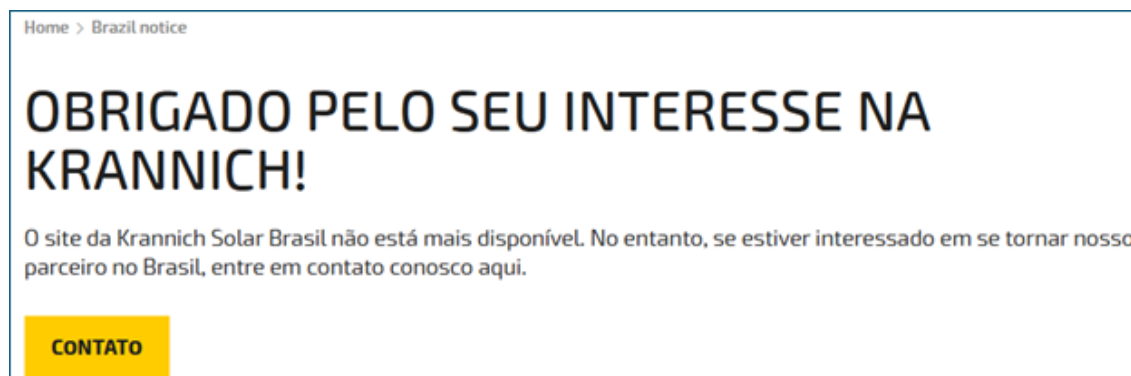 Home > Brazil notice
OBRIGADO PELO SEU INTERESSE NA
KRANNICH!
O site da Krannich Solar Brasil não está mais disponível. No entanto, se estiver interessado em se tornar nosso
parceiro no Brasil, entre em contato conosco aqui.
CONTATO